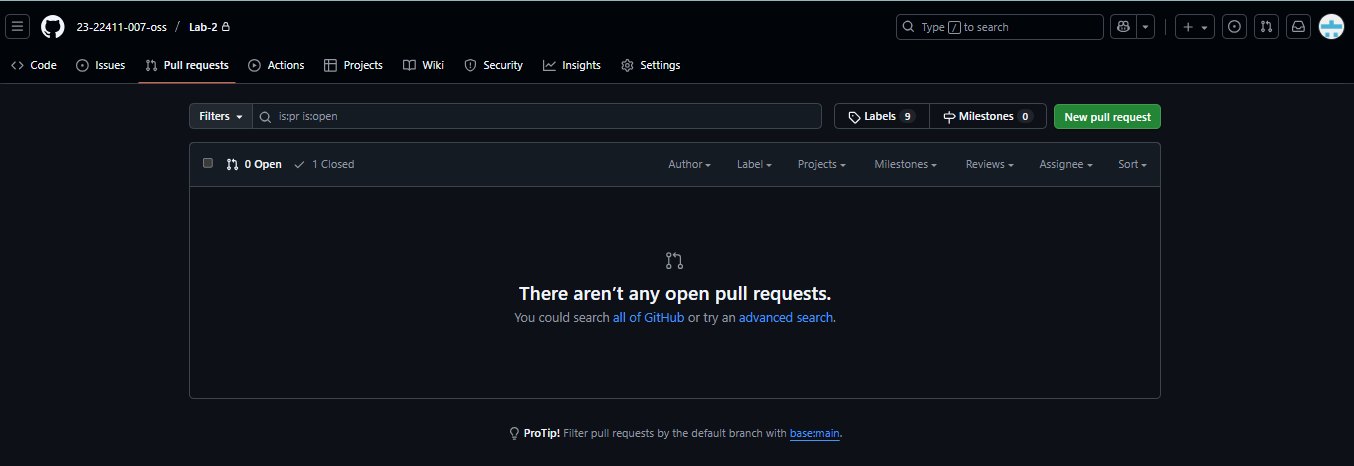 23-22411-007-oss / Lab-2 Type / to search
Code Issues Pull requests Actions Projects Wiki Security Insights Settings
Filters is:pr is:open Labels 9 Milestones 0 New pull request
0 Open 1 Closed Author Label Projects Milestones Reviews Assignee Sort
There aren’t any open pull requests.
You could search all of GitHub or try an advanced search.
ProTip! Filter pull requests by the default branch with base:main.